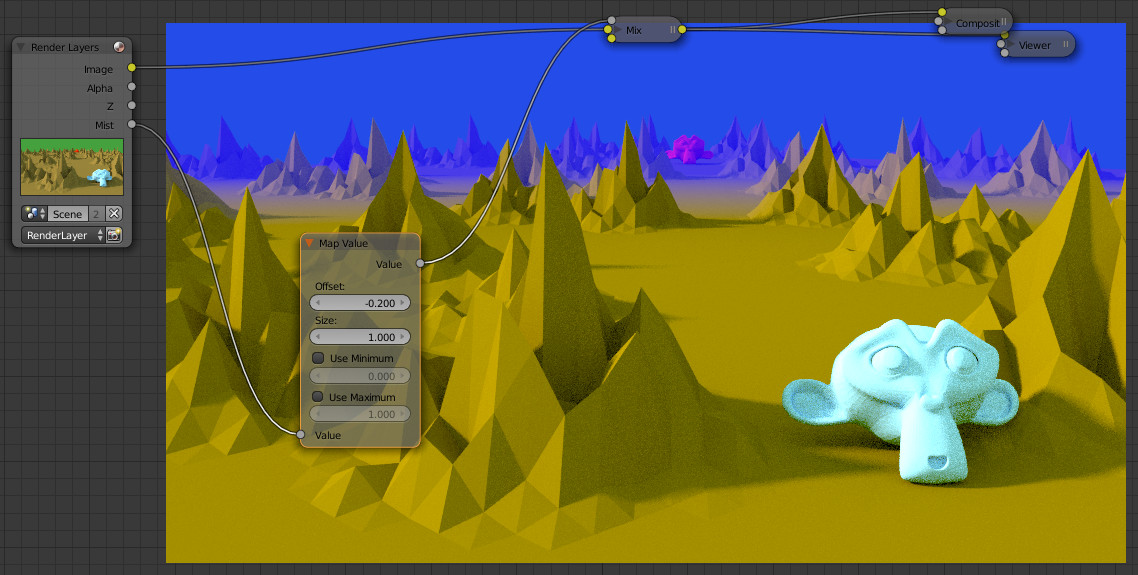 Render Layers
Image
Alpha
Z
Mist
Scene 2
RenderLayer
Map Value
Value
Offset:
-0.200
Size:
1.000
Use Minimum
0.000
Use Maximum
1.000
Value
Mix
Composit
Viewer